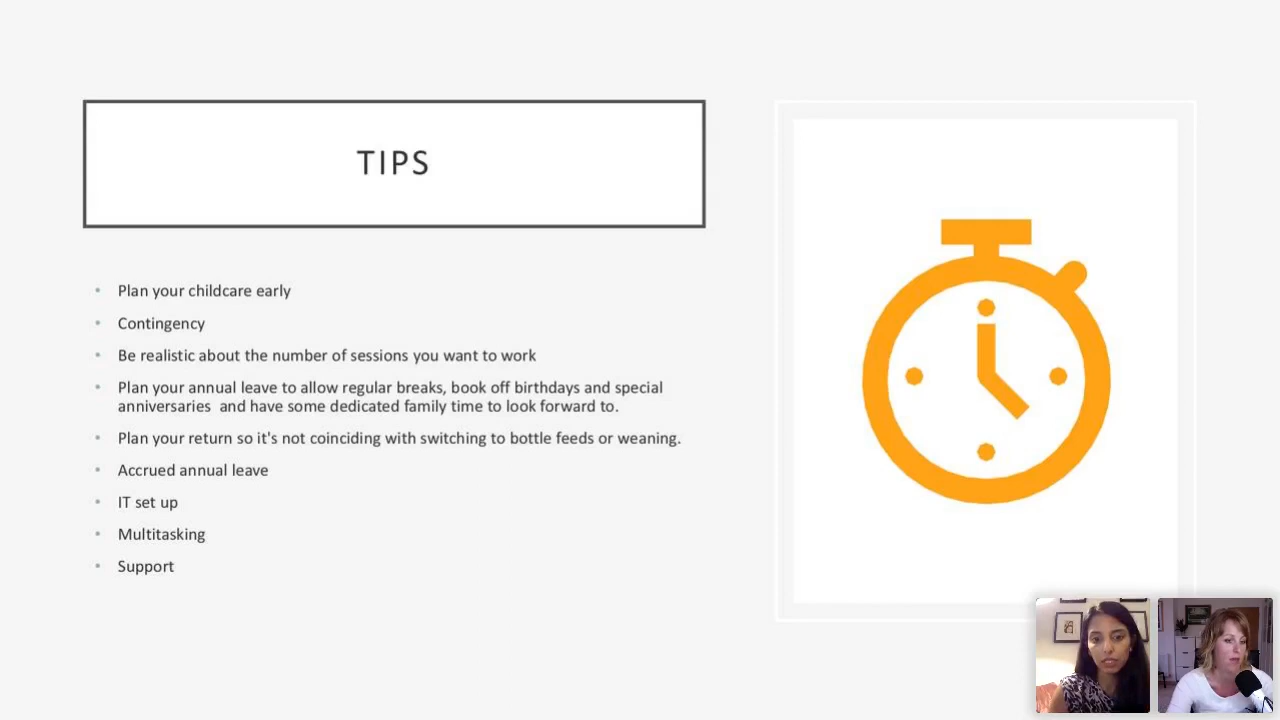 TIPS
• Plan your childcare early
• Contingency
• Be realistic about the number of sessions you want to work
• Plan your annual leave to allow regular breaks, book off birthdays and special
anniversaries  and have some dedicated family time to look forward to.
• Plan your return so it's not coinciding with switching to bottle feeds or weaning.
• Accrued annual leave
• IT set up
• Multitasking
• Support